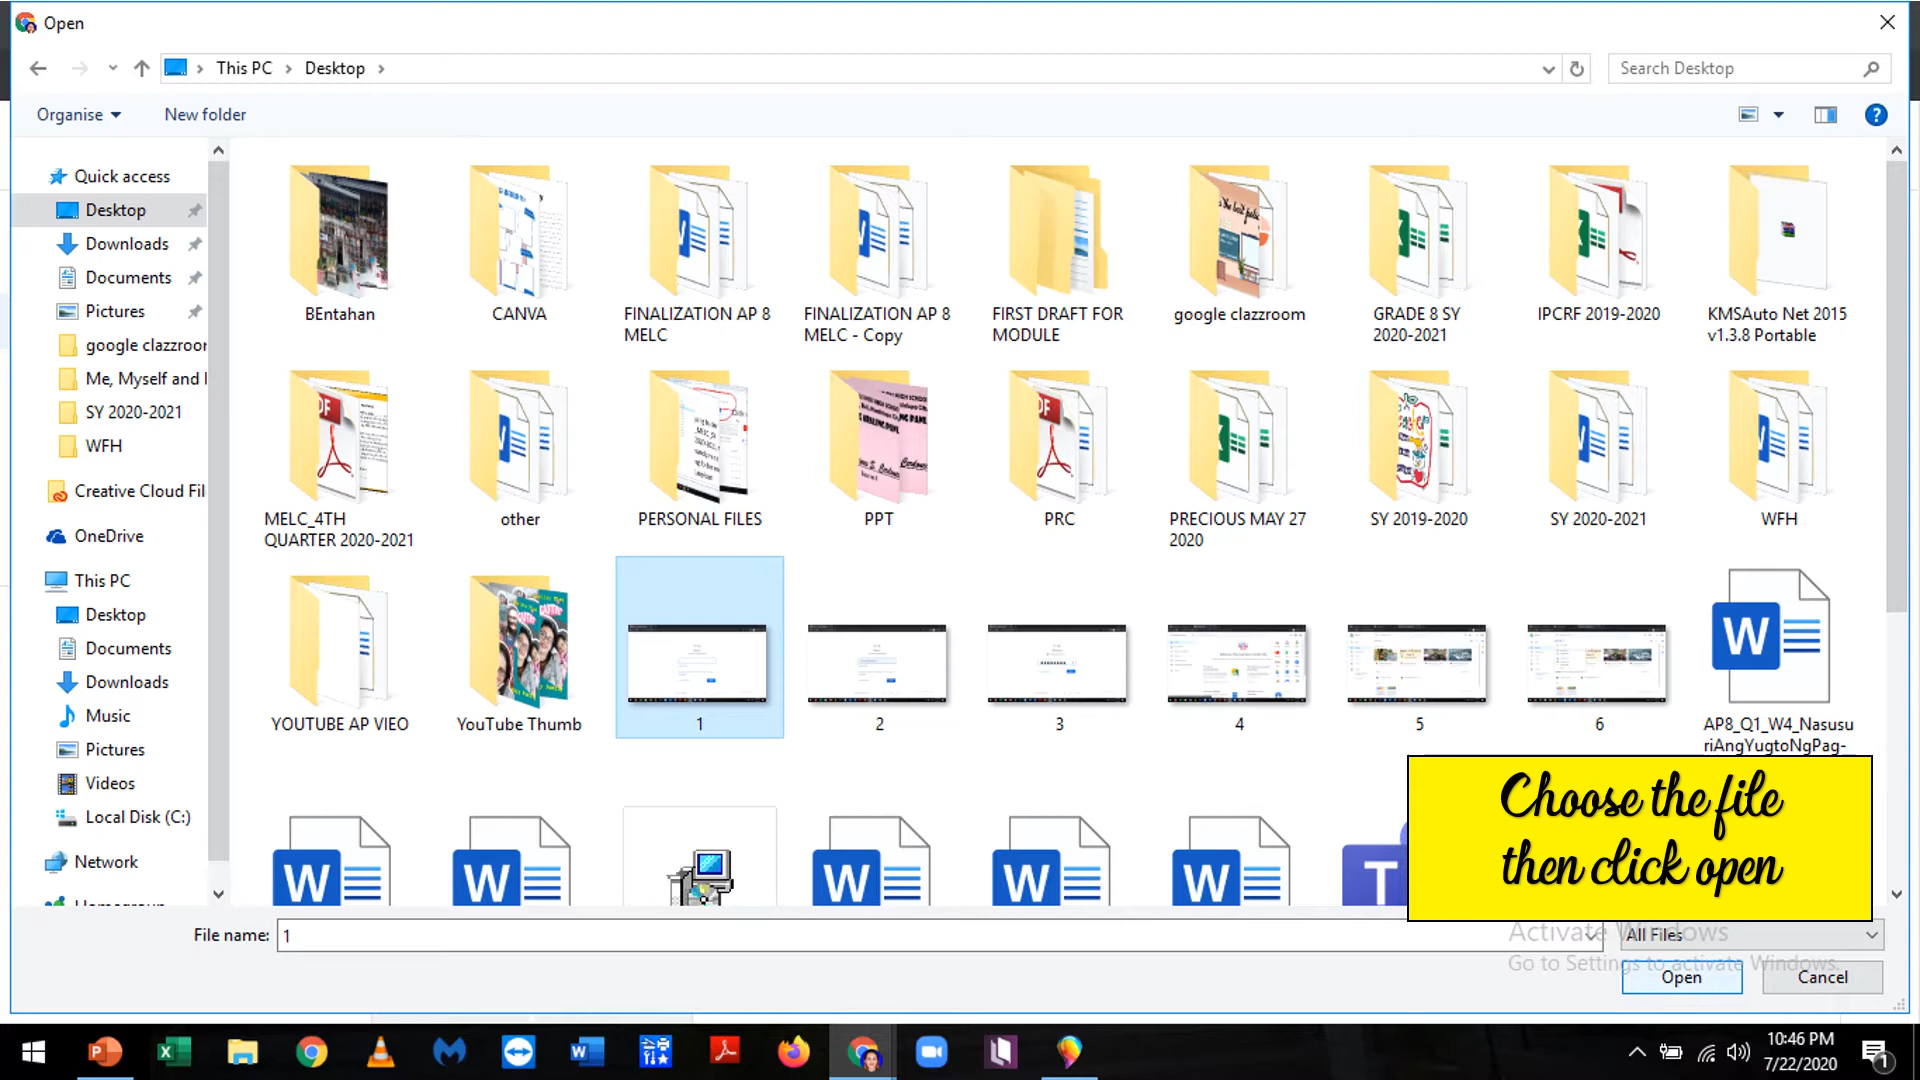 Open
This PC
Desktop
Search Desktop
Organise
New folder
Quick access
Desktop
Downloads
Documents
Pictures
google clazzroor
Me, Myself and I
SY 2020-2021
WFH
Creative Cloud Fil
OneDrive
This PC
Desktop
Documents
Downloads
Music
Pictures
Videos
Local Disk (C:)
Network
BEntahan
CANVA
FINALIZATION AP 8
MELC
FINALIZATION AP 8
MELC - Copy
FIRST DRAFT FOR
MODULE
google clazzroom
GRADE 8 SY
2020-2021
IPCRF 2019-2020
KMSAuto Net 2015
v1.3.8 Portable
MELC_4TH
QUARTER 2020-2021
other
PERSONAL FILES
PPT
PRC
PRECIOUS MAY 27
2020
SY 2019-2020
SY 2020-2021
WFH
YOUTUBE AP VIEO
YouTube Thumb
1
2
3
4
5
6
AP8_Q1_W4_Nasusu
riAngYugtoNgPag-
Choose the file
then click open
File name:
1
All Files
Activate Windows
Go to Settings to activate Windows.
Open
Cancel
10:46 PM
7/22/2020
1